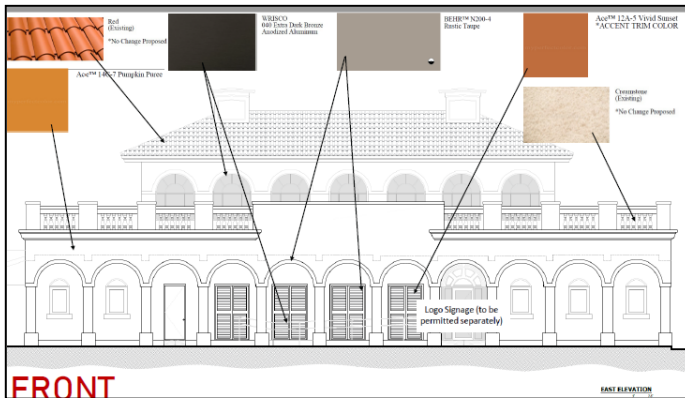 Red
(Existing)
*No Change Proposed
WRISCO
040 Extra Dark Bronze
Anodized Aluminum
BEHR™ N200-4
Rustic Taupe
Ace™ 12A-5 Vivid Sunset
*ACCENT TRIM COLOR
Ace™ 14C-7 Pumpkin Puree
Creamstone
(Existing)
*No Change Proposed
Logo Signage (to be
permitted separately)
FRONT
EAST ELEVATION